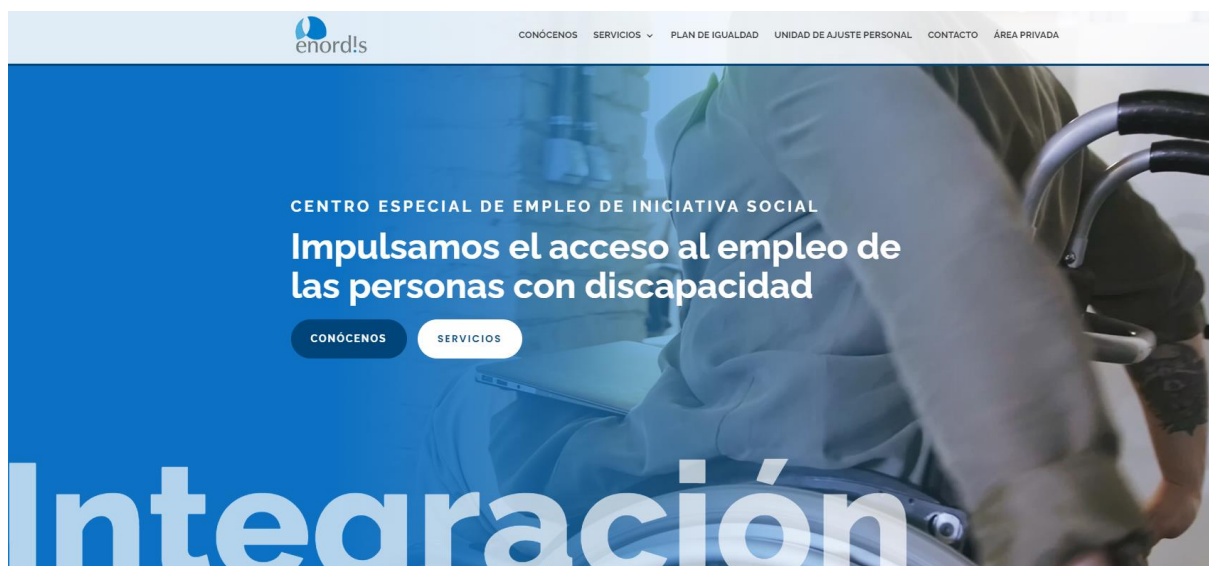 enord!s
CONÓCENOS SERVICIOS PLAN DE IGUALDAD UNIDAD DE AJUSTE PERSONAL CONTACTO ÁREA PRIVADA
CENTRO ESPECIAL DE EMPLEO DE INICIATIVA SOCIAL
Impulsamos el acceso al empleo de
las personas con discapacidad
CONÓCENOS SERVICIOS
Integración